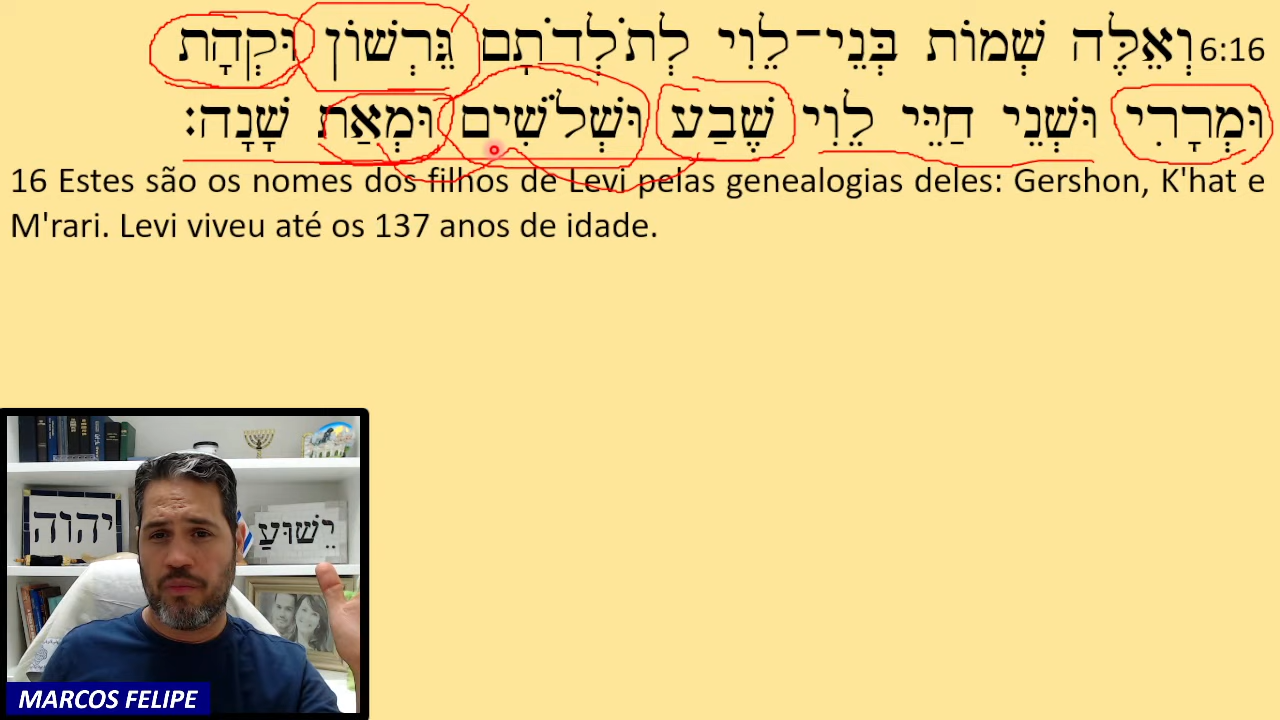 6:16 וְאֵלֶּה שְׁמוֹת בְּנֵי־לֵוִי לְתֹלְדֹתָם גֵּרְשׁוֹן וּקְהָת
וּמְרָרִי וּשְׁנֵי חַיֵּי לֵוִי שֶׁבַע וּשְׁלֹשִׁים וּמְאַת שָׁנָה׃
16 Estes são os nomes dos filhos de Levi pelas genealogias deles: Gershon, K'hat e
M'rari. Levi viveu até os 137 anos de idade.
יהוה
יֵשׁוּעַ
MARCOS FELIPE